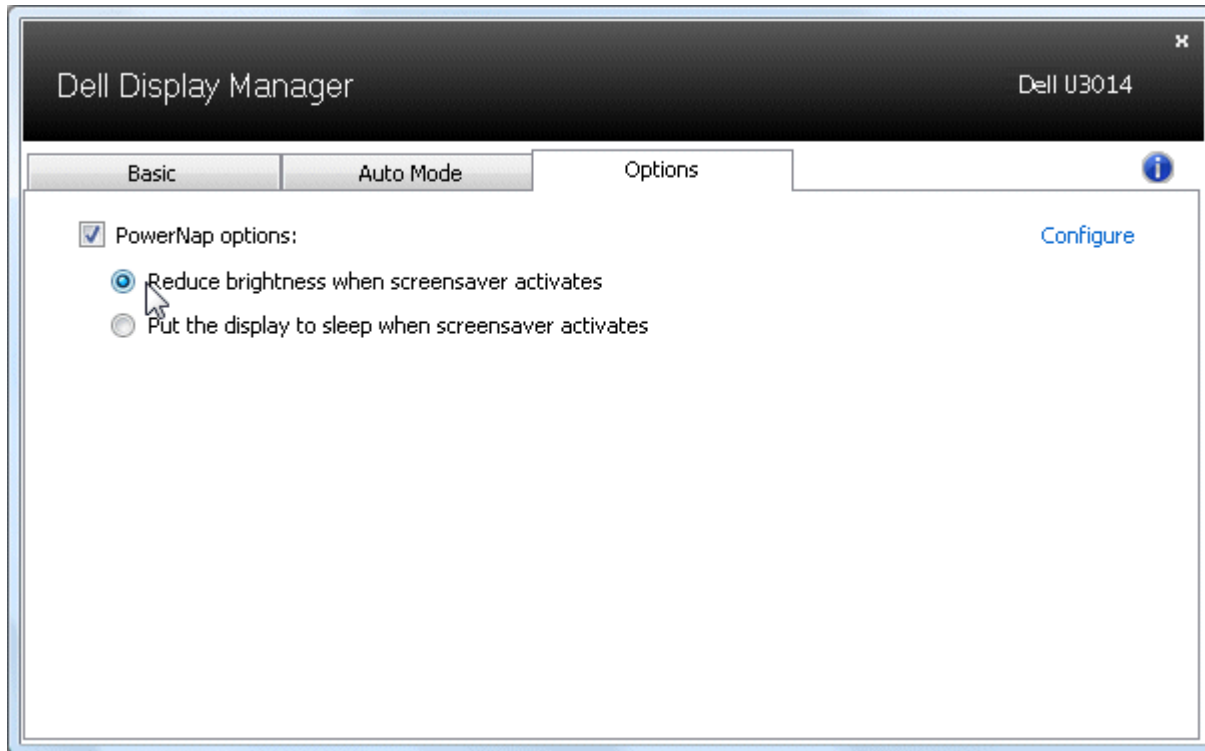 x
Dell Display Manager
Dell U3014
Basic
Auto Mode
Options
i
PowerNap options:
Configure
Reduce brightness when screensaver activates
Put the display to sleep when screensaver activates